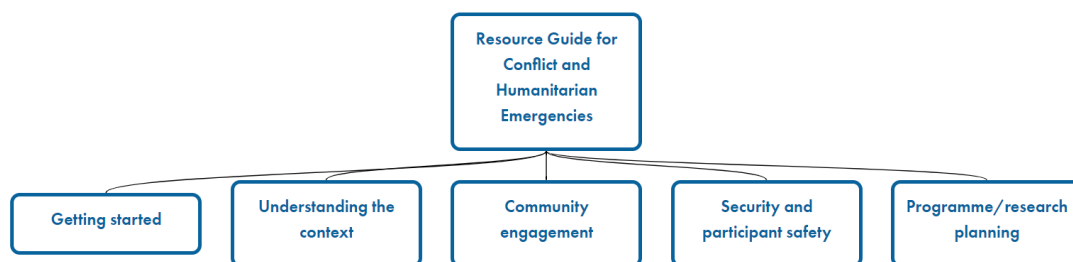 Resource Guide for
Conflict and
Humanitarian
Emergencies
Getting started
Understanding the
context
Community
engagement
Security and
participant safety
Programme/research
planning